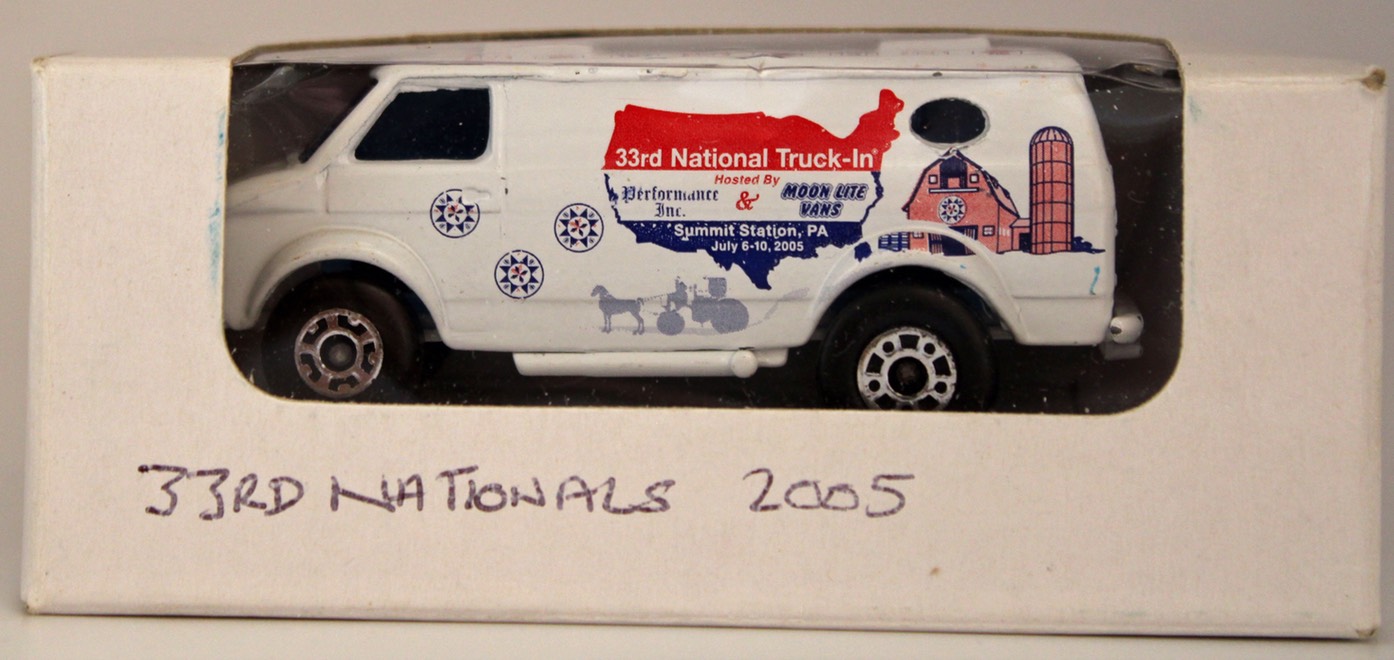 33rd National Truck-In®
Hosted By
Performance
Inc.
&
MOON LITE
VANS
Summit Station, PA
July 6-10, 2005
33RD NATIONALS 2005